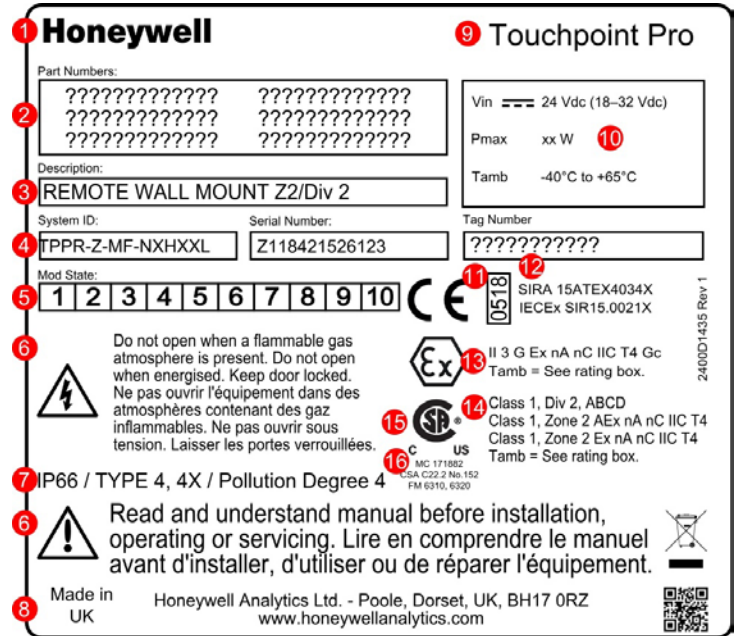 1 Honeywell
9 Touchpoint Pro
Part Numbers:
2
????????????? ?????????????
????????????? ?????????????
????????????? ?????????????
Vin 24 Vdc (18–32 Vdc)
Pmax xx W 10
Tamb -40°C to +65°C
Description:
3 REMOTE WALL MOUNT Z2/Div 2
System ID:
4 TPPR-Z-MF-NXHXXL
Serial Number:
Z118421526123
Tag Number
???????????
Mod State:
5 1 2 3 4 5 6 7 8 9 10
CE
11
0518
12
SIRA 15ATEX4034X
IECEx SIR15.0021X
2400D1435 Rev 1
6
Do not open when a flammable gas
atmosphere is present. Do not open
when energised. Keep door locked.
Ne pas ouvrir l'équipement dans des
atmosphères contenant des gaz
inflammables. Ne pas ouvrir sous
tension. Laisser les portes verrouillées.
Ex
13
II 3 G Ex nA nC IIC T4 Gc
Tamb = See rating box.
15
SA ®
C US
14
Class 1, Div 2, ABCD
Class 1, Zone 2 AEx nA nC IIC T4
Class 1, Zone 2 Ex nA nC IIC T4
Tamb = See rating box.
16
MC 171882
CSA C22.2 No.152
FM 6310, 6320
7 IP66 / TYPE 4, 4X / Pollution Degree 4
6
Read and understand manual before installation,
operating or servicing. Lire en comprendre le manuel
avant d'installer, d'utiliser ou de réparer l'équipement.
8
Made in
UK
Honeywell Analytics Ltd. - Poole, Dorset, UK, BH17 0RZ
www.honeywellanalytics.com